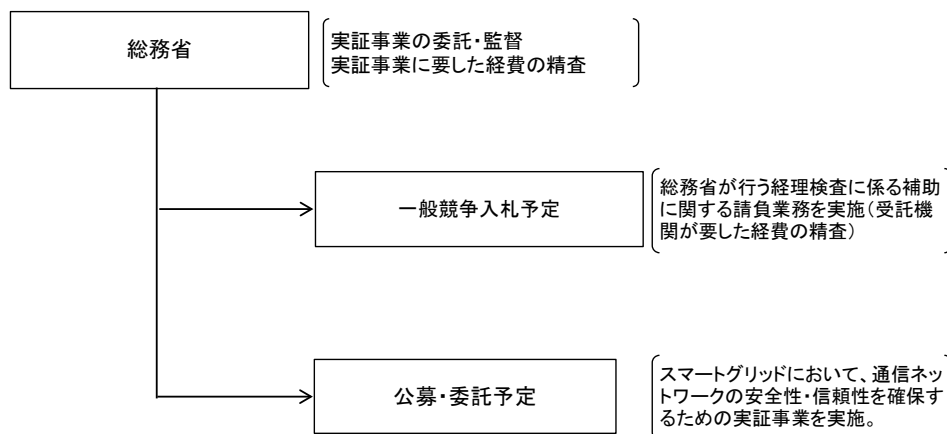 総務省
実証事業の委託・監督
実証事業に要した経費の精査
一般競争入札予定
総務省が行う経理検査に係る補助
に関する請負業務を実施（受託機
関が要した経費の精査）
公募・委託予定
スマートグリッドにおいて、通信ネッ
トワークの安全性・信頼性を確保す
るための実証事業を実施。